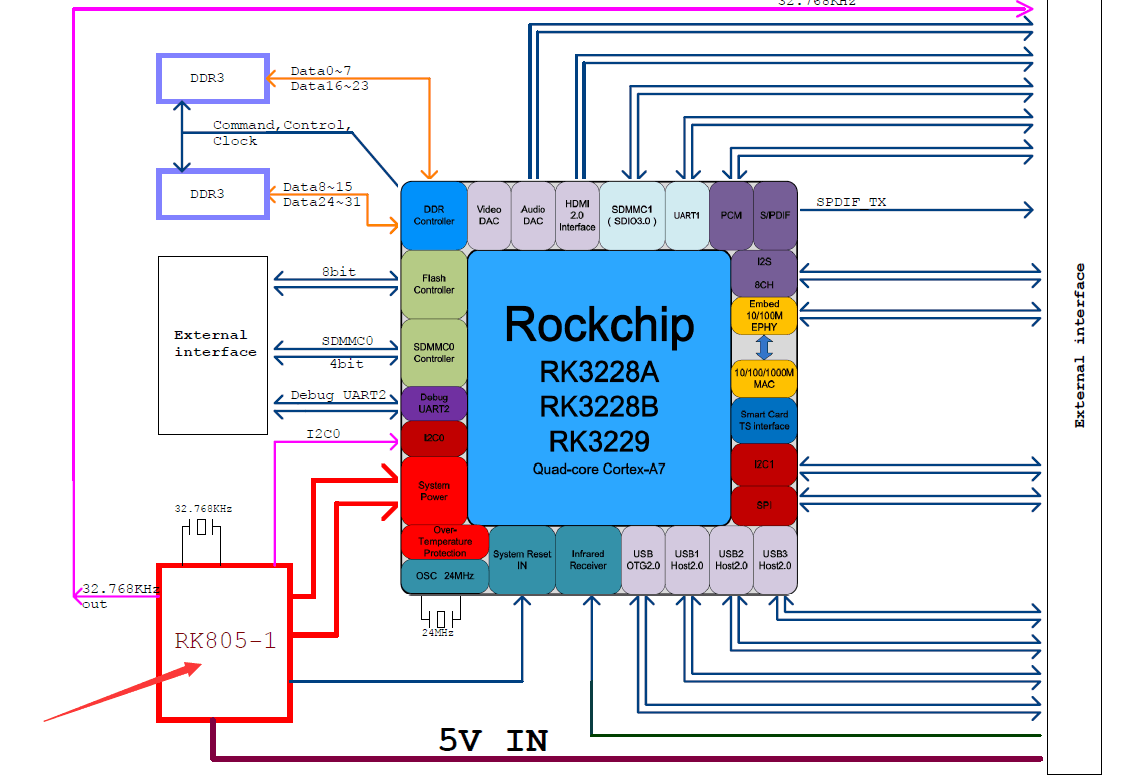 32.768KHz
DDR3
Data0~7
Data16~23
Command,Control,
Clock
DDR3
Data8~15
Data24~31
DDR
Controller
Video
DAC
Audio
DAC
HDMI
2.0
Interface
SDMMC1
( SDIO3.0 )
UART1
PCM
S/PDIF
SPDIF TX
External
interface
8bit
SDMMC0
4bit
Debug UART2
I2C0
Flash
Controller
SDMMC0
Controller
Debug
UART2
I2C0
System
Power
Over-
Temperature
Protection
OSC 24MHz
Rockchip
RK3228A
RK3228B
RK3229
Quad-core Cortex-A7
I2S
8CH
Embed
10/100M
EPHY
10/100/1000M
MAC
Smart Card
TS interface
I2C1
SPI
System Reset
IN
Infrared
Receiver
USB
OTG2.0
USB1
Host2.0
USB2
Host2.0
USB3
Host2.0
External interface
32.768KHz
32.768KHz
out
24MHz
RK805-1
5V IN